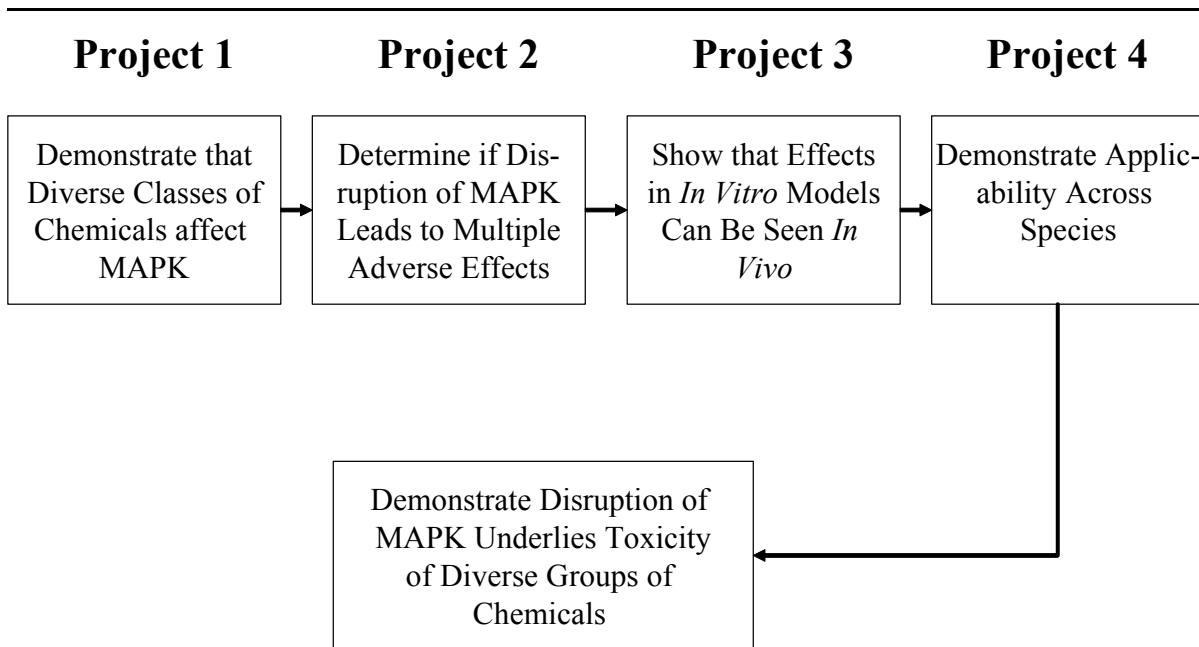 Project 1 Project 2 Project 3 Project 4
Demonstrate that
Diverse Classes of
Chemicals affect
MAPK
Determine if Dis-
ruption of MAPK
Leads to Multiple
Adverse Effects
Show that Effects
in In Vitro Models
Can Be Seen In
Vivo
Demonstrate Applic-
ability Across
Species
Demonstrate Disruption of
MAPK Underlies Toxicity
of Diverse Groups of
Chemicals